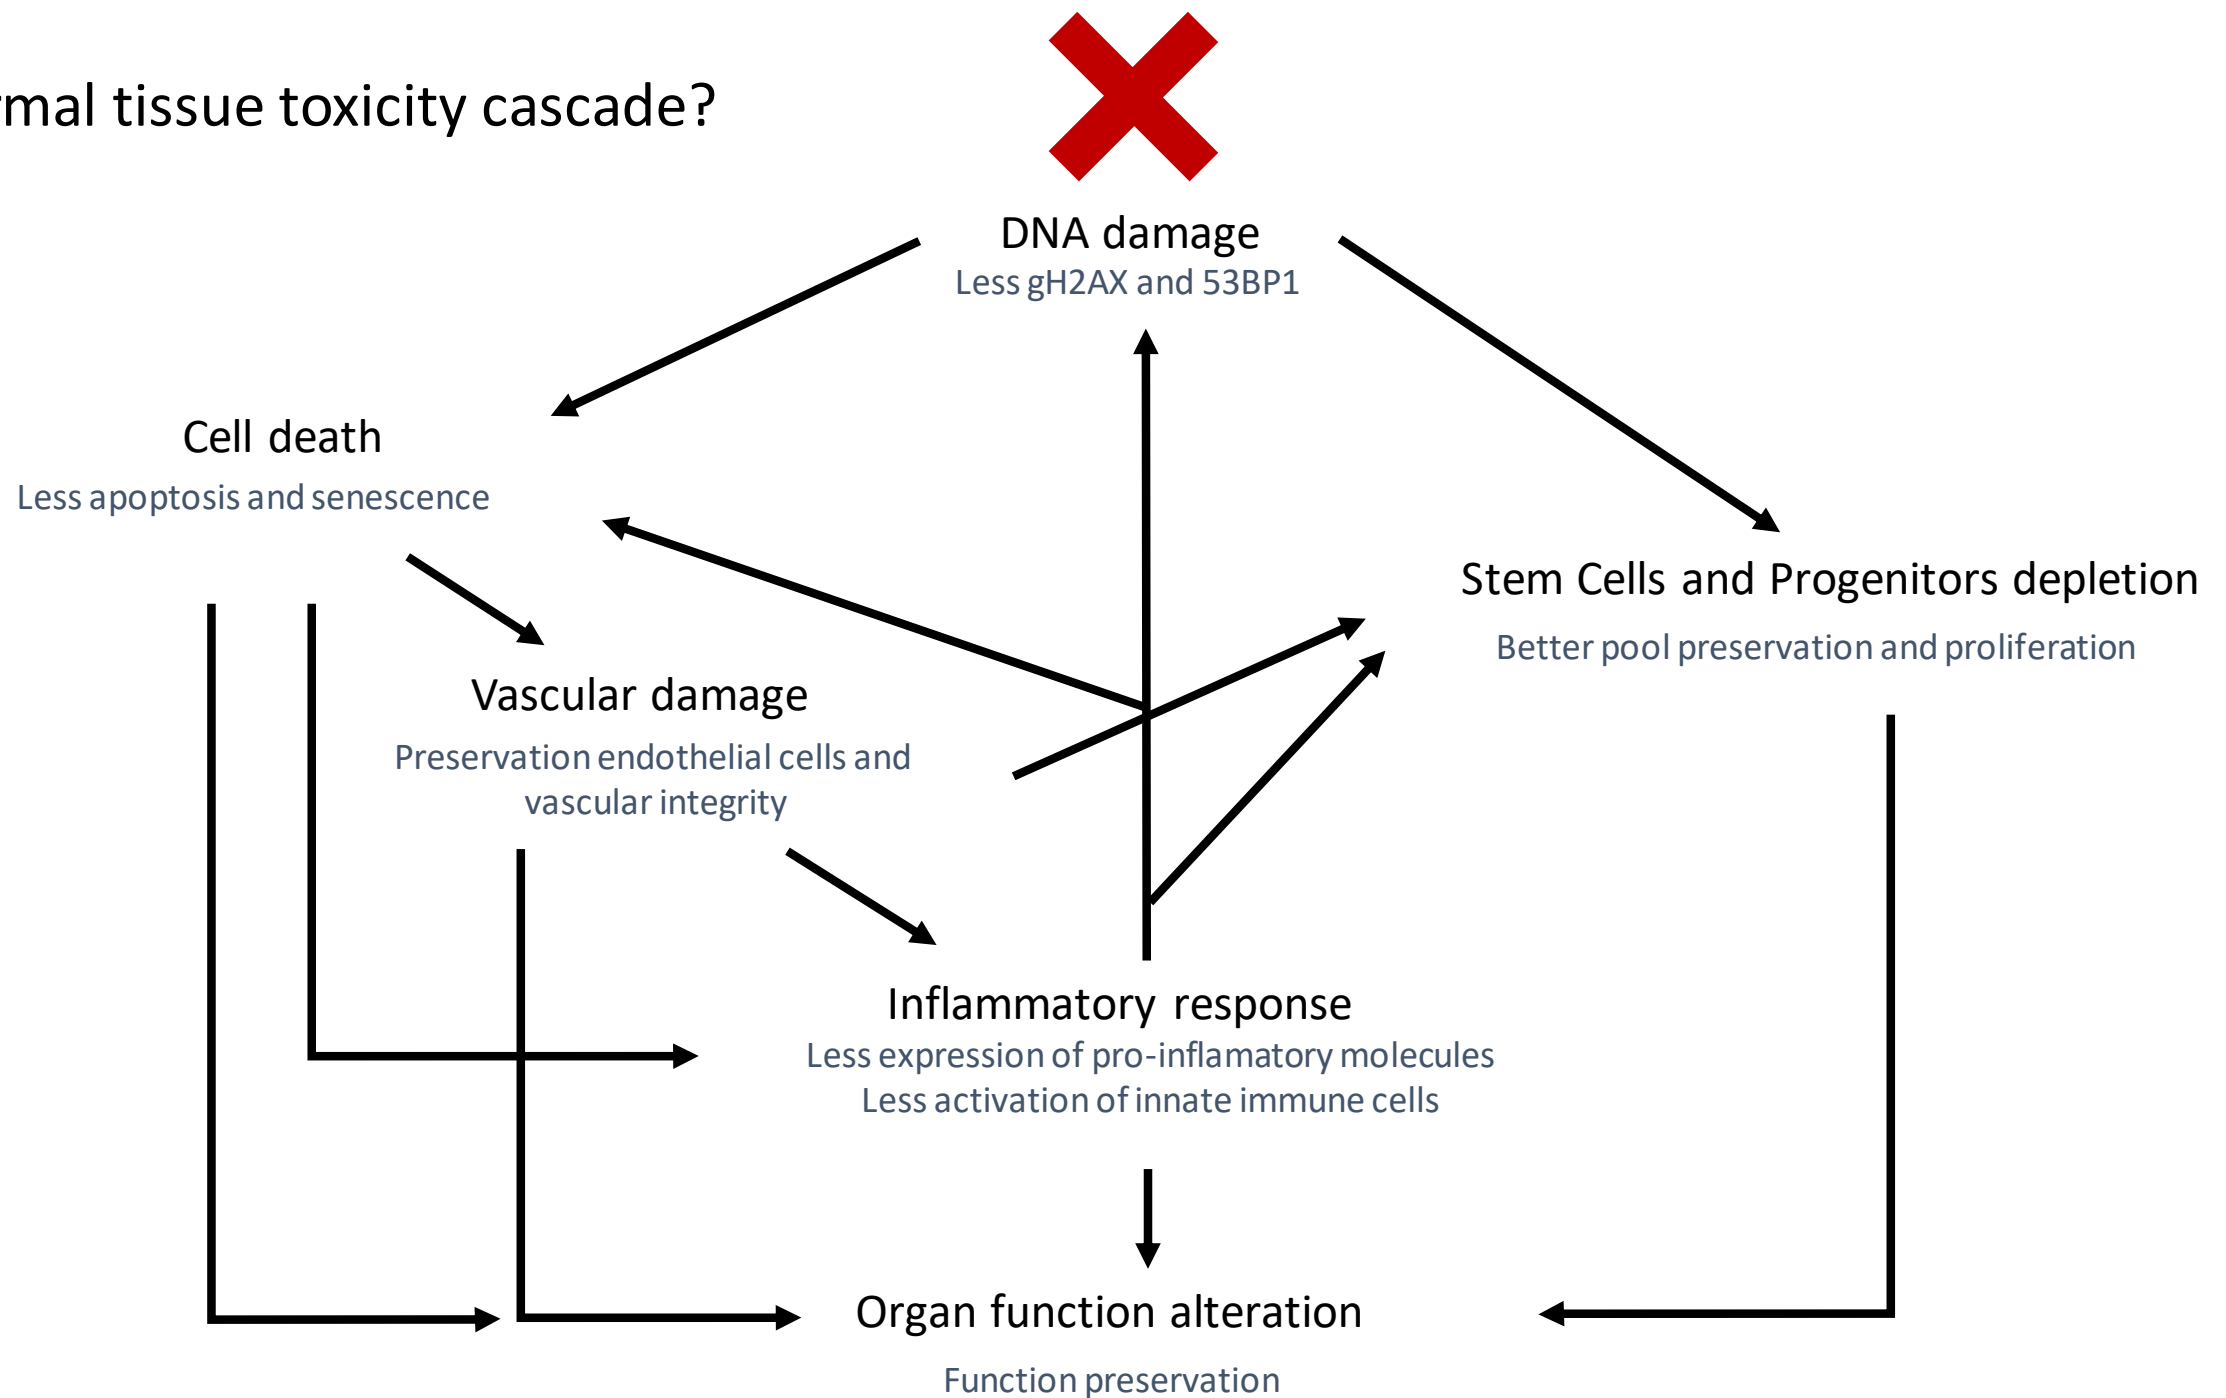 rmal tissue toxicity cascade?
DNA damage
Less gH2AX and 53BP1
Cell death
Less apoptosis and senescence
Stem Cells and Progenitors depletion
Better pool preservation and proliferation
Vascular damage
Preservation endothelial cells and
vascular integrity
Inflammatory response
Less expression of pro-inflamatory molecules
Less activation of innate immune cells
Organ function alteration
Function preservation